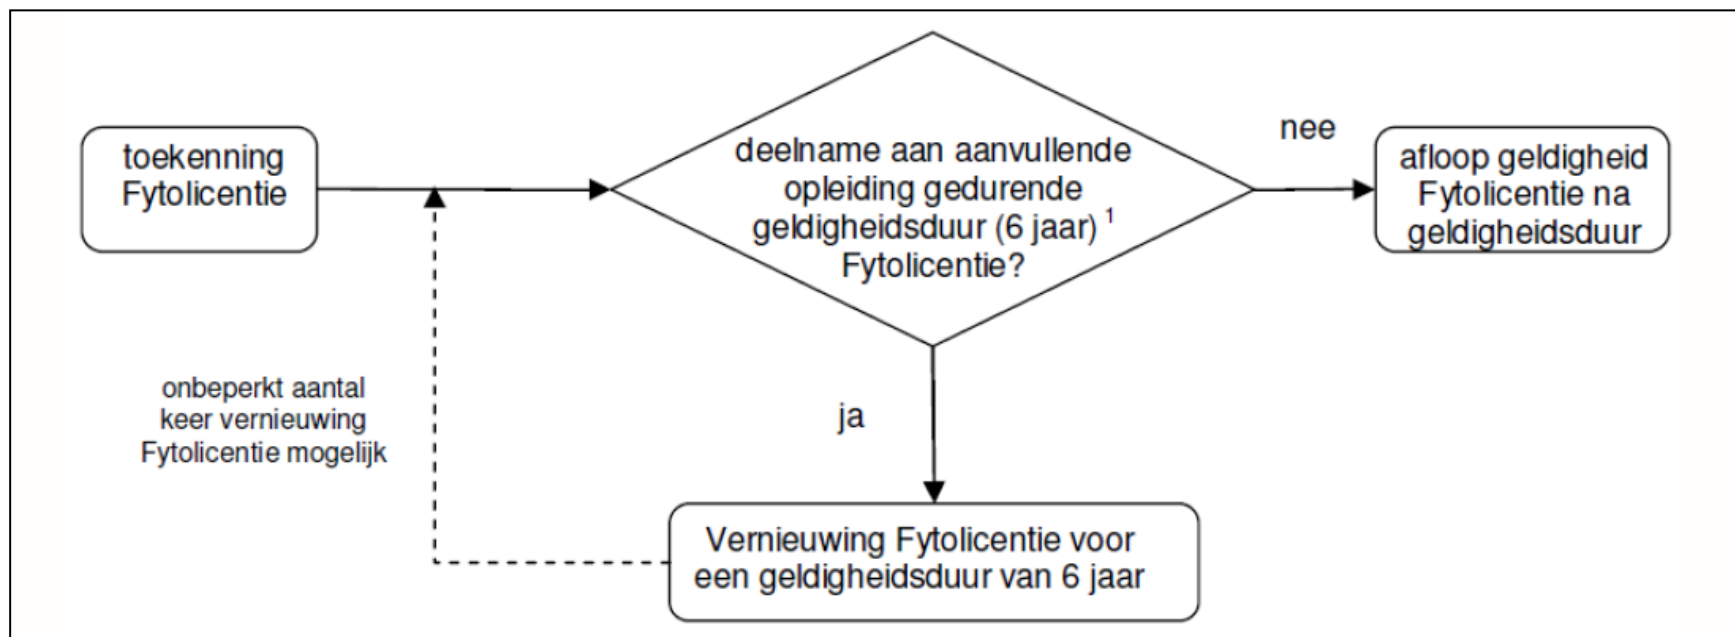 toekenning
Fytolicentie
deelname aan aanvullende
opleiding gedurende
geldigheidsduur (6 jaar) 1
Fytolicentie?
nee
afloop geldigheid
Fytolicentie na
geldigheidsduur
onbeperkt aantal
keer vernieuwing
Fytolicentie mogelijk
ja
Vernieuwing Fytolicentie voor
een geldigheidsduur van 6 jaar